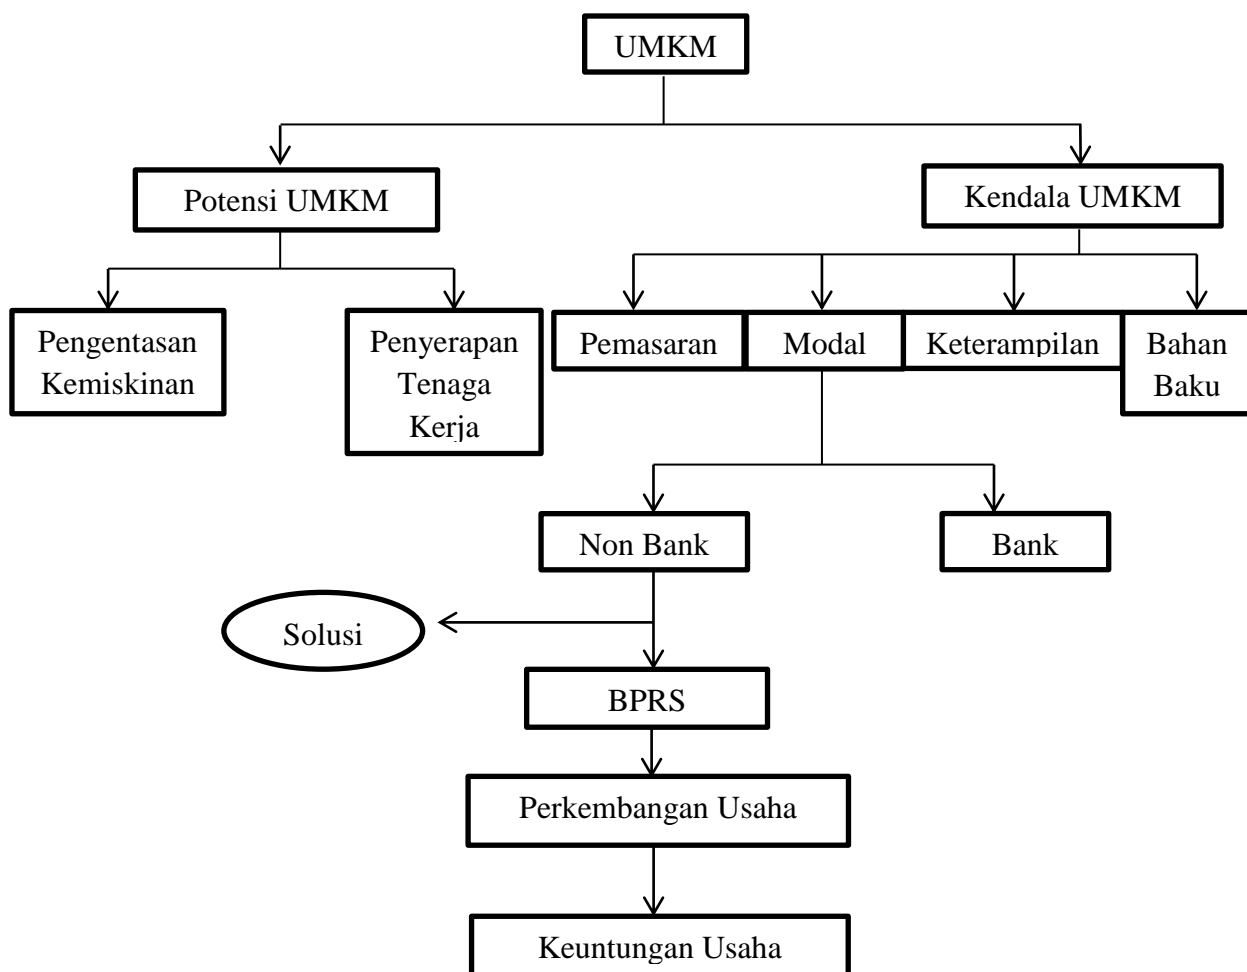 UMKM
Potensi UMKM
Kendala UMKM
Pengentasan
Kemiskinan
Penyerapan
Tenaga
Kerja
Pemasaran
Modal
Keterampilan
Bahan
Baku
Non Bank
Bank
Solusi
BPRS
Perkembangan Usaha
Keuntungan Usaha